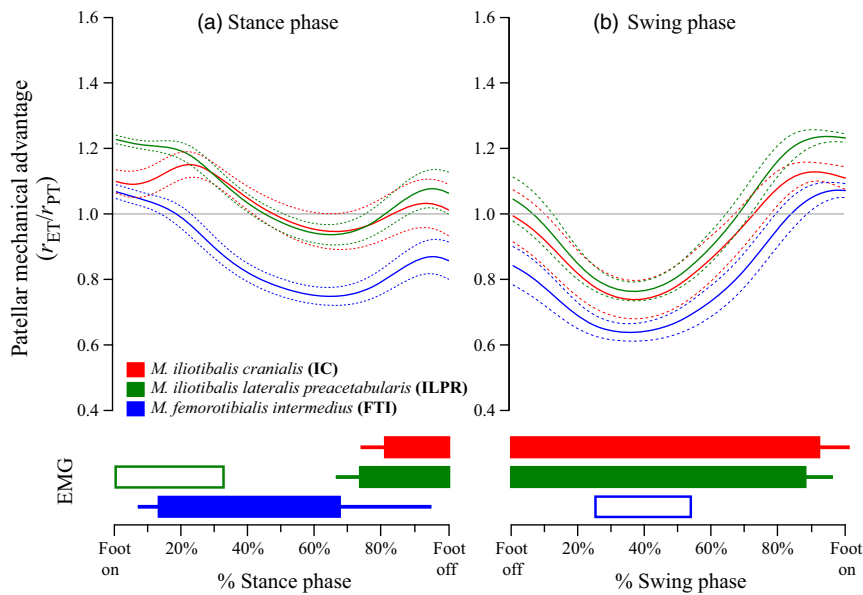 (a) Stance phase
(b) Swing phase
Patellar mechanical advantage
(rET/rPT)
1.6
1.4
1.2
1.0
0.8
0.6
0.4
1.6
1.4
1.2
1.0
0.8
0.6
0.4
M. iliotibalis cranialis (IC)
M. iliotibalis lateralis preacetabularis (ILPR)
M. femorotibialis intermedius (FTI)
EMG
Foot on
20%
40%
60%
80%
Foot off
% Stance phase
Foot off
20%
40%
60%
80%
Foot on
% Swing phase